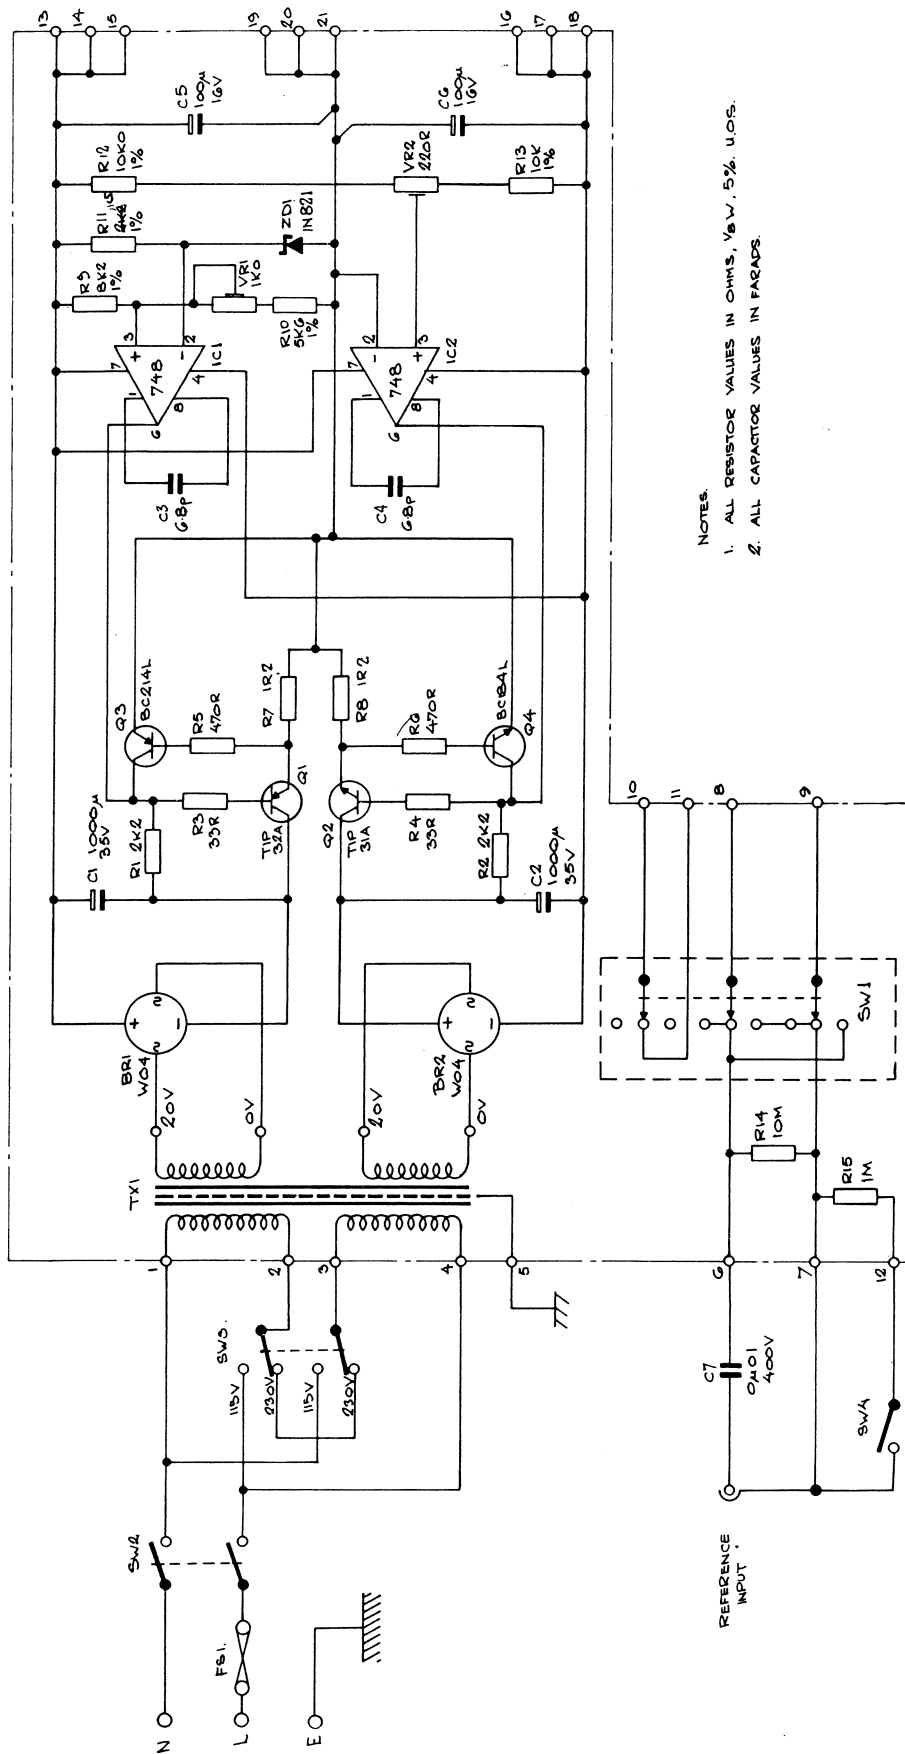 N
L
E
FS1.
SW2
115V
230V
115V
230V
SW3.
1
2
3
4
5
TX1
20V
0V
20V
0V
BR1
W04
+
-
~
~
BR2
W04
+
-
~
~
C1 1000µ
35V
R1 2K2
R3
33R
TIP
32A
Q1
Q3
BC214L
R5
470R
R7 1R2
R8 1R2
Q2
TIP
31A
R4
33R
R6
470R
R2 2K2
C2
1000µ
35V
BC184L
Q4
C3
6.8p
C4
6.8p
748
IC1
1
2
3
4
6
7
8
+
-
748
IC2
1
2
3
4
6
7
8
-
+
R9
8K2
1%
R11
1%
R12
10K0
1%
VR1
1K0
R10
5K6
1%
ZD1
1N821
C5
100µ
16V
C6
100µ
16V
VR2
220R
R13
10K
1%
13
14
15
19
20
21
16
17
18
REFERENCE
INPUT.
C7
0µ01
400V
SW4
6
7
12
R14
10M
R15
1M
SW1
10
11
8
9
NOTES.
1. ALL RESISTOR VALUES IN OHMS, 1/8 W, 5%. U.O.S.
2. ALL CAPACITOR VALUES IN FARADS.